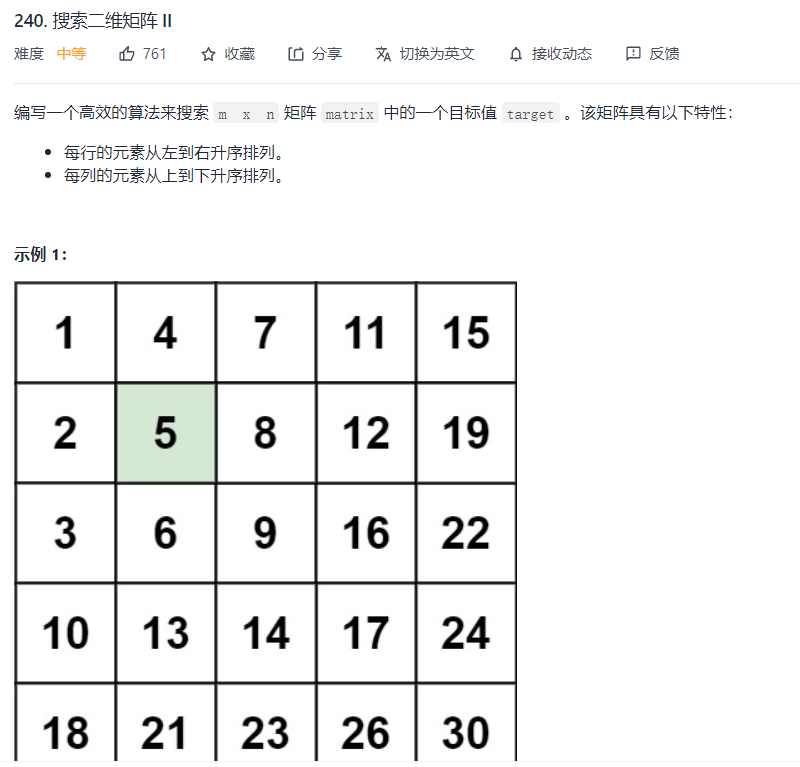 240. 搜索二维矩阵 II
难度 中等 761 收藏 分享 切换为英文 接收动态 反馈
编写一个高效的算法来搜索 m x n 矩阵 matrix 中的一个目标值 target 。该矩阵具有以下特性：
每行的元素从左到右升序排列。
每列的元素从上到下升序排列。
示例 1：
1 4 7 11 15
2 5 8 12 19
3 6 9 16 22
10 13 14 17 24
18 21 23 26 30